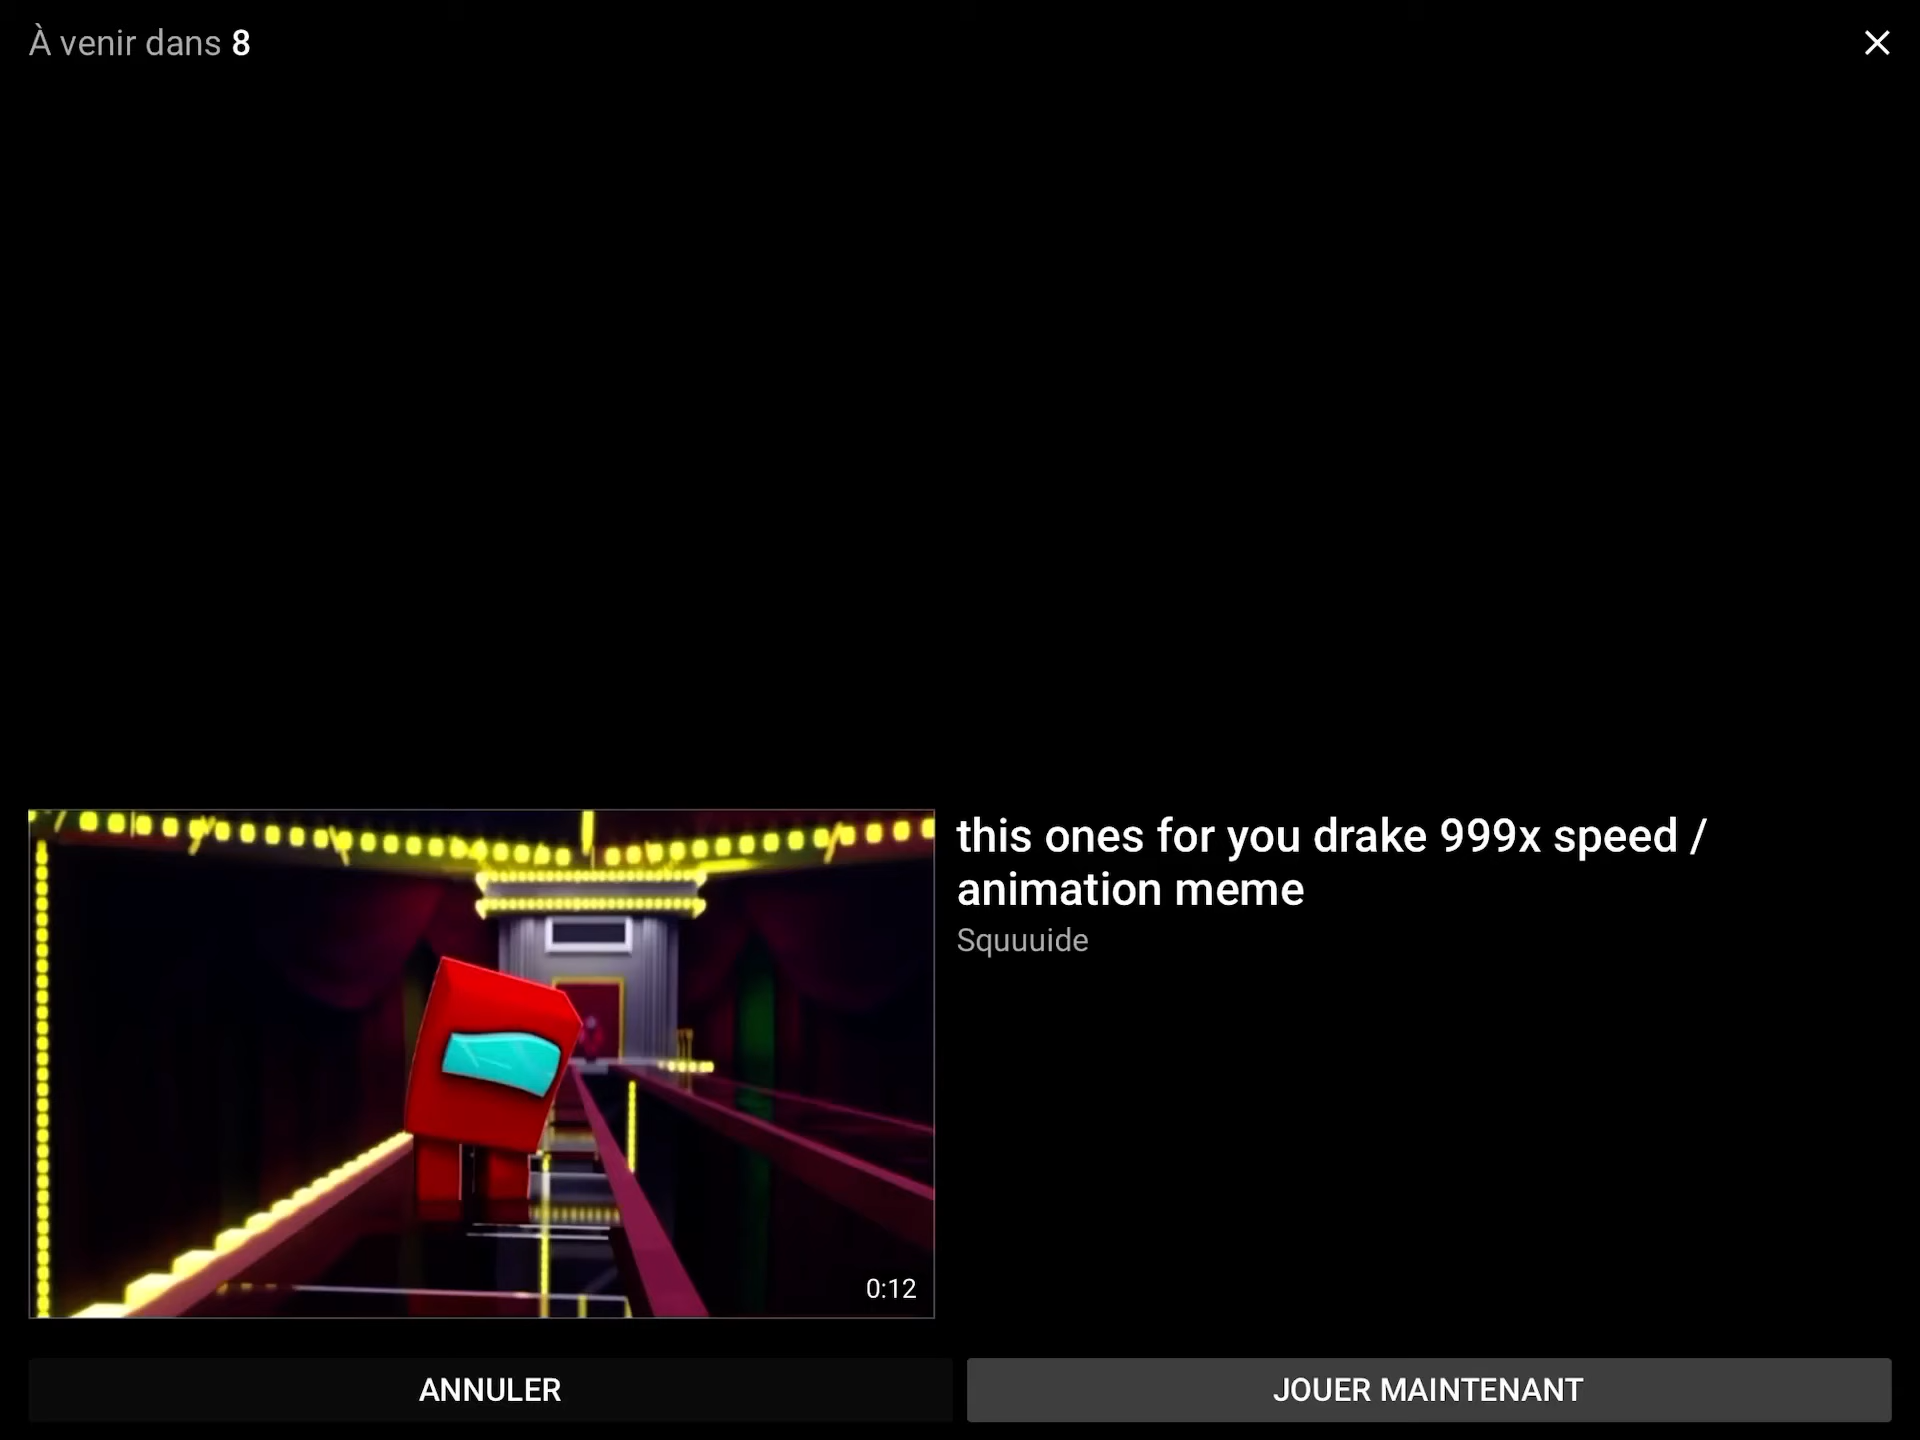 À venir dans 8
this ones for you drake 999x speed /
animation meme
Squuuide
0:12
ANNULER
JOUER MAINTENANT